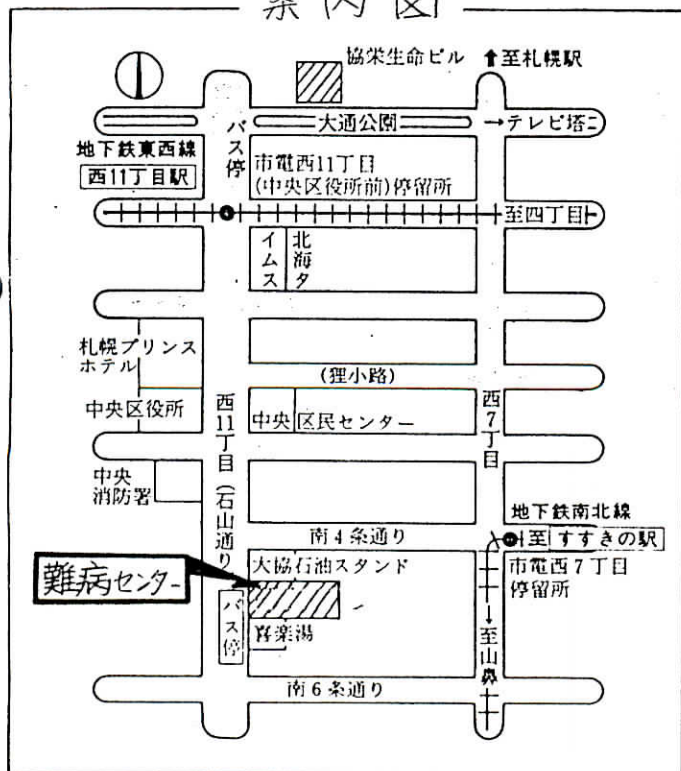 案内図
協栄生命ビル
↑至札幌駅
バス停
大通公園
→テレビ塔
地下鉄東西線
西11丁目駅
市電西11丁目
(中央区役所前)停留所
至四丁目
イムス
北海タ
札幌プリンス
ホテル
(狸小路)
中央区役所
西11丁目(石山通り)
中央区民センター
西7丁目
中央
消防署
地下鉄南北線
南4条通り
至すすきの駅
難病センター
大協石油スタンド
市電西7丁目
停留所
バス停
喜楽湯
→至山鼻
南6条通り